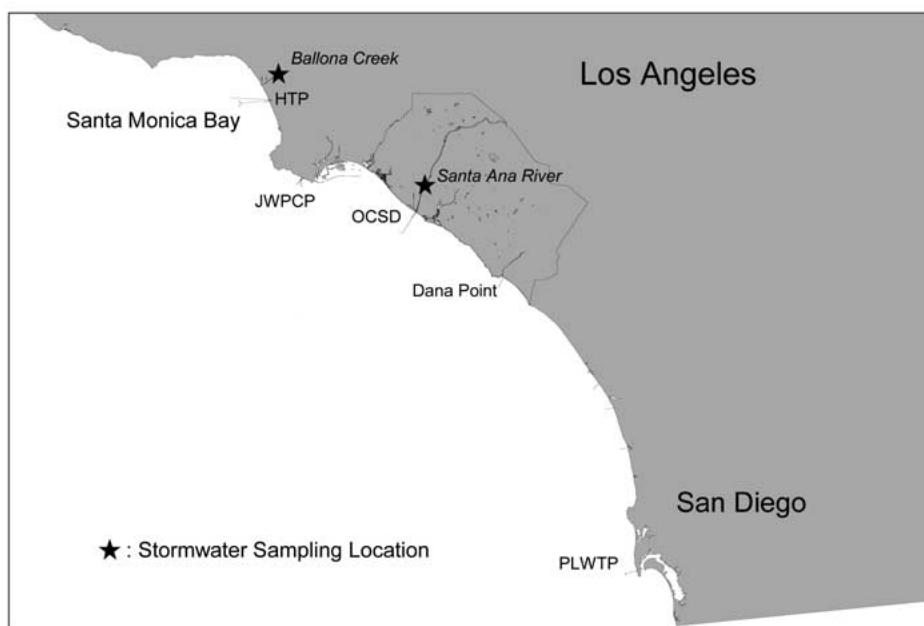 Ballona Creek
Los Angeles
HTP
Santa Monica Bay
Santa Ana River
JWPCP
OCSD
Dana Point
San Diego
★ : Stormwater Sampling Location
PLWTP